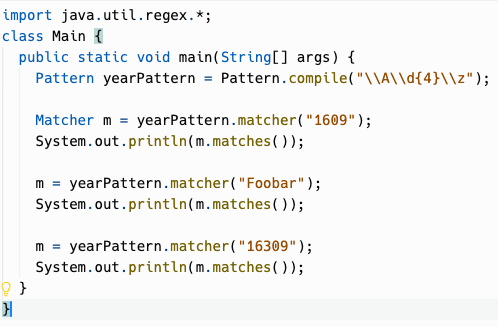 import java.util.regex.*;
class Main {
  public static void main(String[] args) {
    Pattern yearPattern = Pattern.compile("\\A\\d{4}\\z");

    Matcher m = yearPattern.matcher("1609");
    System.out.println(m.matches());

    m = yearPattern.matcher("Foobar");
    System.out.println(m.matches());

    m = yearPattern.matcher("16309");
    System.out.println(m.matches());
  }
}